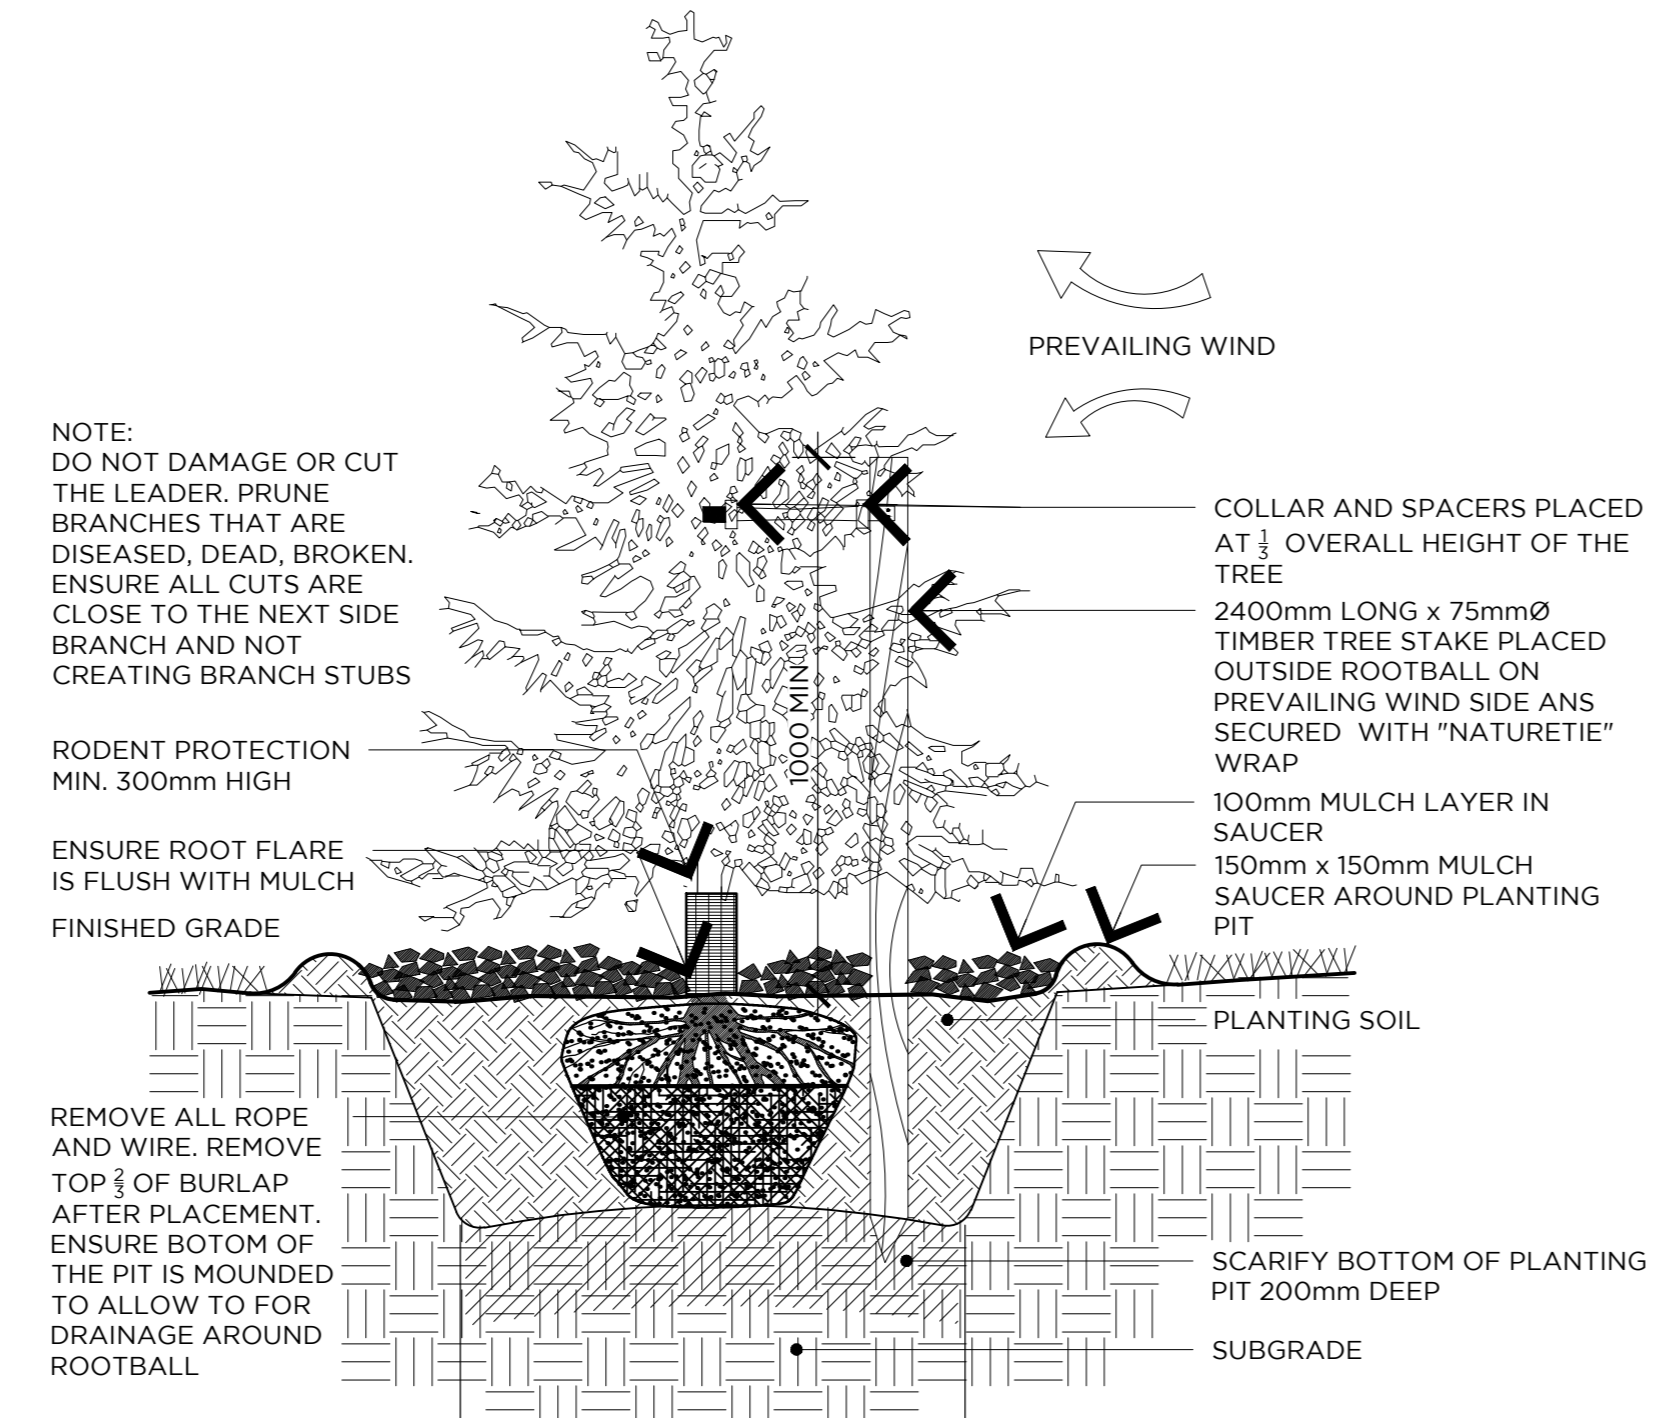 PREVAILING WIND
NOTE:
DO NOT DAMAGE OR CUT
THE LEADER. PRUNE
BRANCHES THAT ARE
DISEASED, DEAD, BROKEN.
ENSURE ALL CUTS ARE
CLOSE TO THE NEXT SIDE
BRANCH AND NOT
CREATING BRANCH STUBS
RODENT PROTECTION
MIN. 300mm HIGH
ENSURE ROOT FLARE
IS FLUSH WITH MULCH
FINISHED GRADE
REMOVE ALL ROPE
AND WIRE. REMOVE
TOP 2/3 OF BURLAP
AFTER PLACEMENT.
ENSURE BOTOM OF
THE PIT IS MOUNDED
TO ALLOW TO FOR
DRAINAGE AROUND
ROOTBALL
1000 MIN
COLLAR AND SPACERS PLACED
AT 1/3 OVERALL HEIGHT OF THE
TREE
2400mm LONG x 75mmØ
TIMBER TREE STAKE PLACED
OUTSIDE ROOTBALL ON
PREVAILING WIND SIDE ANS
SECURED WITH "NATURETIE"
WRAP
100mm MULCH LAYER IN
SAUCER
150mm x 150mm MULCH
SAUCER AROUND PLANTING
PIT
PLANTING SOIL
SCARIFY BOTTOM OF PLANTING
PIT 200mm DEEP
SUBGRADE